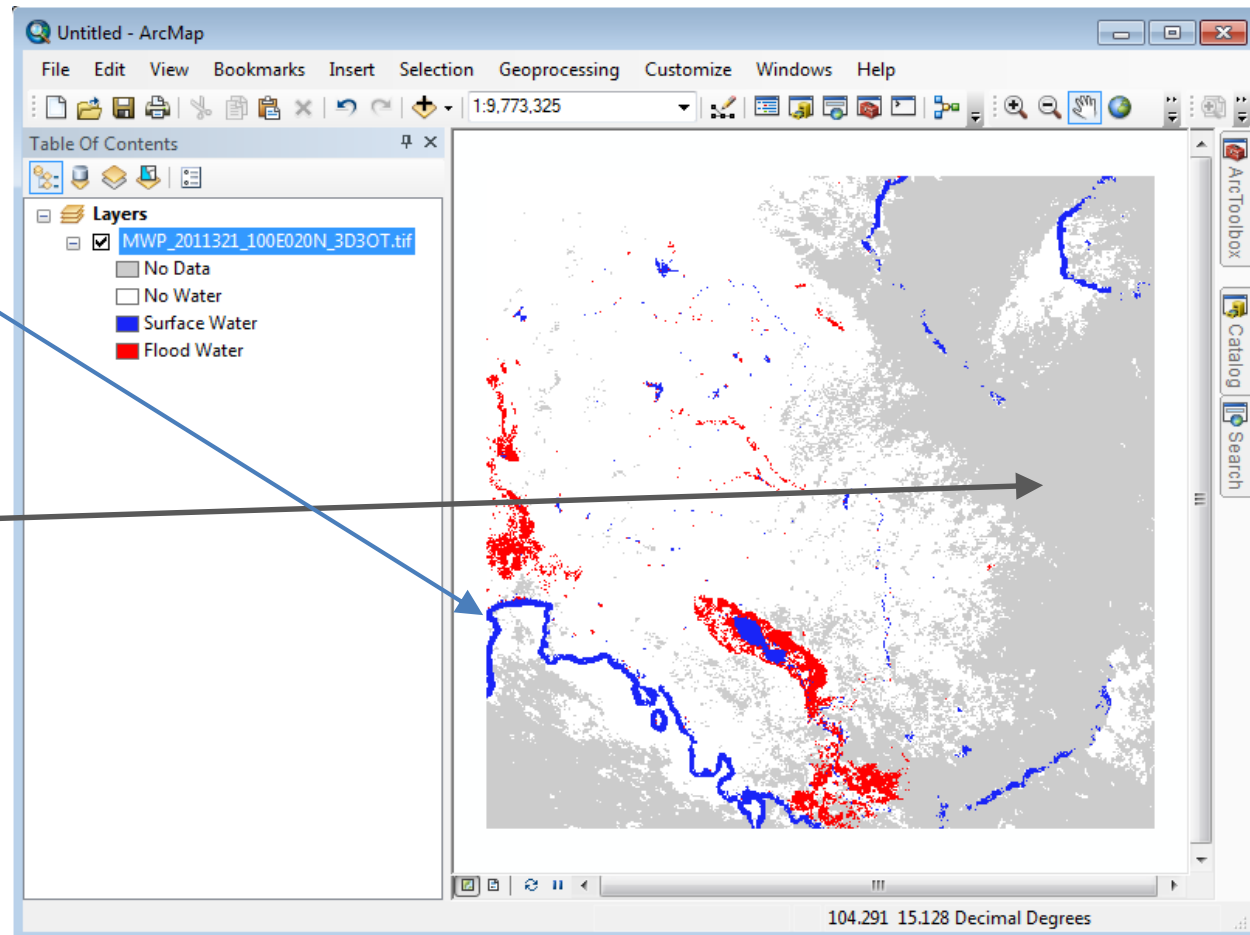 Untitled - ArcMap
File Edit View Bookmarks Insert Selection Geoprocessing Customize Windows Help
1:9,773,325
Table Of Contents
Layers
MWP_2011321_100E020N_3D3OT.tif
No Data
No Water
Surface Water
Flood Water
ArcToolbox
Catalog
Search
104.291 15.128 Decimal Degrees